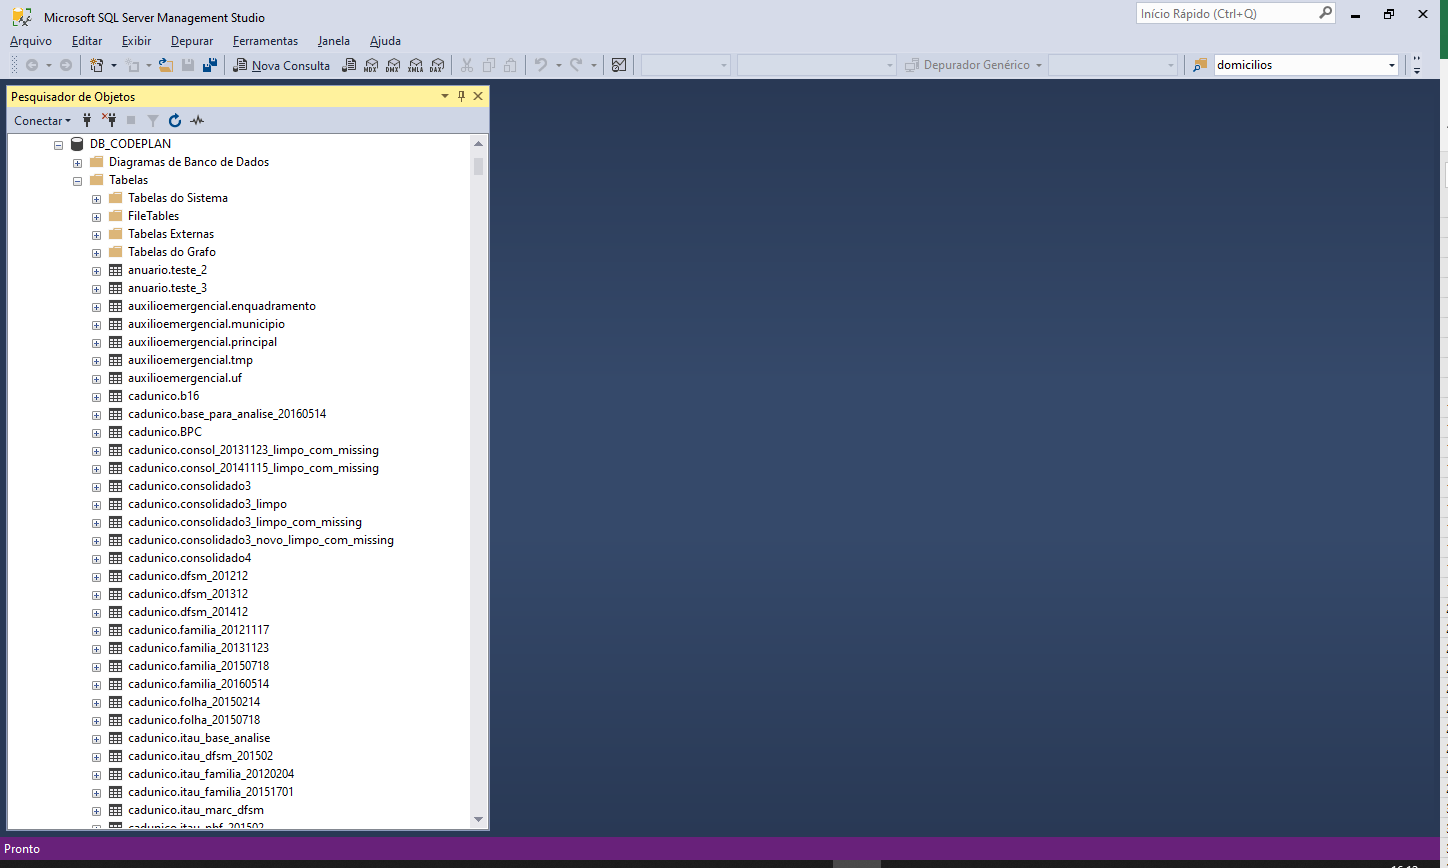 Microsoft SQL Server Management Studio
Início Rápido (Ctrl+Q)
Arquivo Editar Exibir Depurar Ferramentas Janela Ajuda
Nova Consulta MDX DMX XMLA DAX Depurador Genérico domicilios
Pesquisador de Objetos
Conectar
DB_CODEPLAN
Diagramas de Banco de Dados
Tabelas
Tabelas do Sistema
FileTables
Tabelas Externas
Tabelas do Grafo
anuario.teste_2
anuario.teste_3
auxilioemergencial.enquadramento
auxilioemergencial.municipio
auxilioemergencial.principal
auxilioemergencial.tmp
auxilioemergencial.uf
cadunico.b16
cadunico.base_para_analise_20160514
cadunico.BPC
cadunico.consol_20131123_limpo_com_missing
cadunico.consol_20141115_limpo_com_missing
cadunico.consolidado3
cadunico.consolidado3_limpo
cadunico.consolidado3_limpo_com_missing
cadunico.consolidado3_novo_limpo_com_missing
cadunico.consolidado4
cadunico.dfsm_201212
cadunico.dfsm_201312
cadunico.dfsm_201412
cadunico.familia_20121117
cadunico.familia_20131123
cadunico.familia_20150718
cadunico.familia_20160514
cadunico.folha_20150214
cadunico.folha_20150718
cadunico.itau_base_analise
cadunico.itau_dfsm_201502
cadunico.itau_familia_20120204
cadunico.itau_familia_20151701
cadunico.itau_marc_dfsm
Pronto